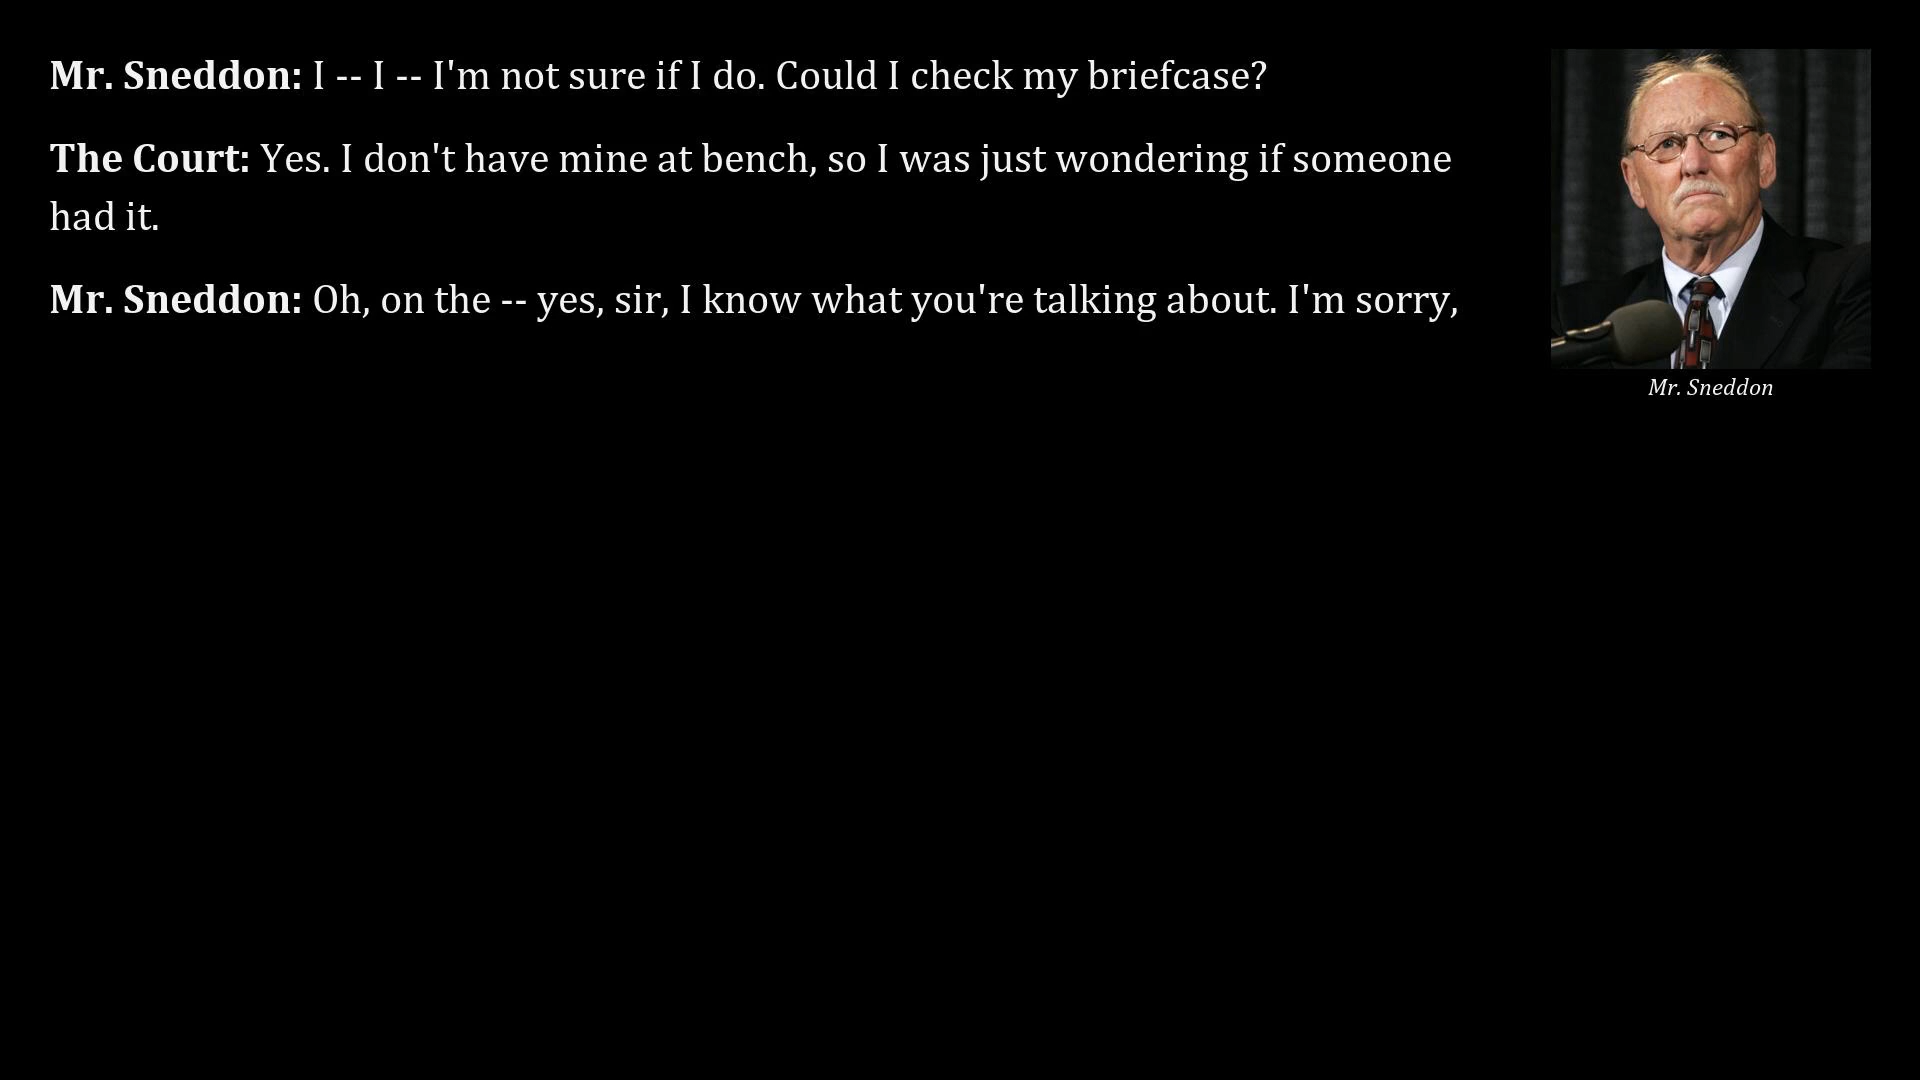 Mr. Sneddon: I -- I -- I'm not sure if I do. Could I check my briefcase?
The Court: Yes. I don't have mine at bench, so I was just wondering if someone
had it.
Mr. Sneddon: Oh, on the -- yes, sir, I know what you're talking about. I'm sorry,
Mr. Sneddon